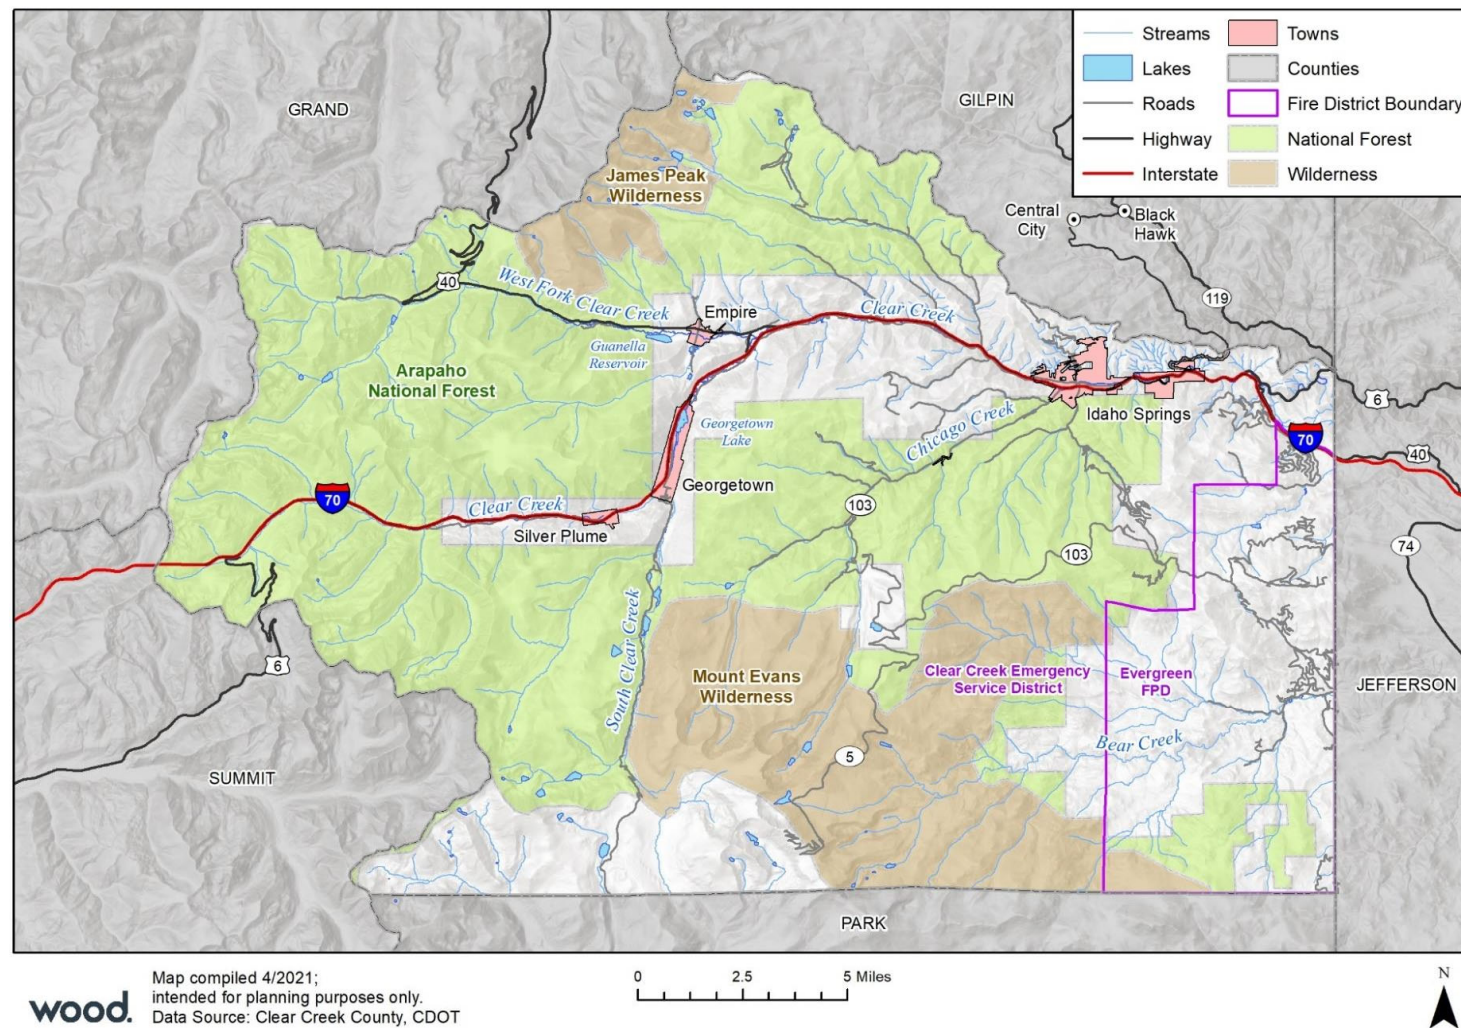 Streams
Towns
Lakes
Counties
Roads
Fire District Boundary
Highway
National Forest
Interstate
Wilderness
GRAND
GILPIN
James Peak
Wilderness
Central
City
Black
Hawk
40
119
West Fork Clear Creek
Empire
Clear Creek
Guanella
Reservoir
Arapaho
National Forest
6
Idaho Springs
Chicago Creek
Georgetown
Lake
70
40
Georgetown
70
Clear Creek
103
Silver Plume
103
74
South Clear Creek
6
Mount Evans
Wilderness
Clear Creek Emergency
Service District
Evergreen
FPD
JEFFERSON
Bear Creek
5
SUMMIT
PARK
wood.
Map compiled 4/2021;
intended for planning purposes only.
Data Source: Clear Creek County, CDOT
0 2.5 5 Miles
N